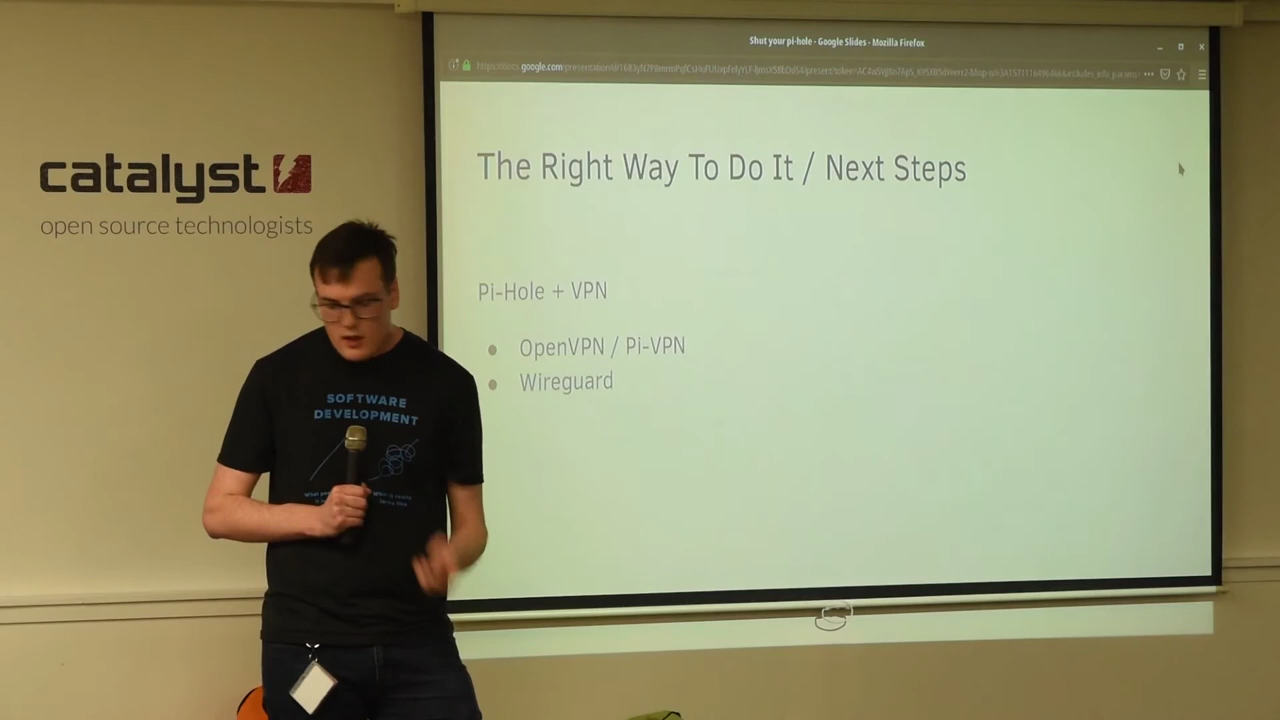 Shut your pi-hole - Google Slides - Mozilla Firefox
The Right Way To Do It / Next Steps
Pi-Hole + VPN
• OpenVPN / Pi-VPN
• Wireguard
catalyst
open source technologists
SOFTWARE
DEVELOPMENT